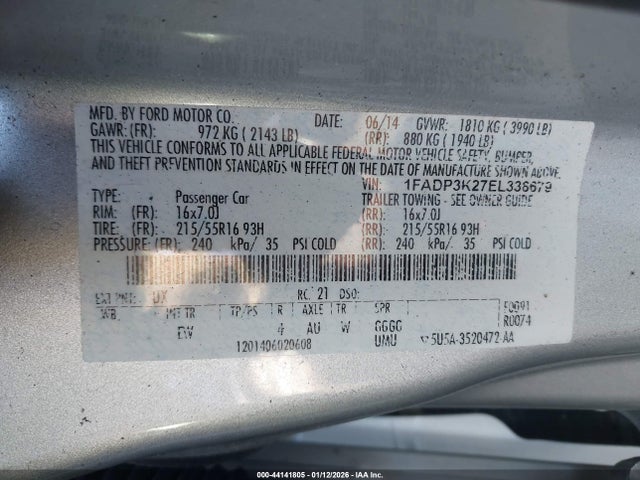 MFD. BY FORD MOTOR CO.
DATE: 06/14 GVWR: 1810 KG ( 3990 LB)
GAWR: (FR): 972 KG ( 2143 LB) (RR): 880 KG ( 1940 LB)
THIS VEHICLE CONFORMS TO ALL APPLICABLE FEDERAL MOTOR VEHICLE SAFETY, BUMPER,
AND THEFT PREVENTION STANDARDS IN EFFECT ON THE DATE OF MANUFACTURE SHOWN ABOVE.
VIN: 1FADP3K27EL336679
TYPE: Passenger Car TRAILER TOWING - SEE OWNER GUIDE
RIM: (FR): 16x7.0J (RR): 16x7.0J
TIRE: (FR): 215/55R16 93H (RR): 215/55R16 93H
PRESSURE: (FR): 240 kPa/ 35 PSI COLD (RR): 240 kPa/ 35 PSI COLD
EXT PNT: UX RC: 21 DSO:
WB INT TR TP/PS R AXLE TR SPR
EW 4 AU W GGGG
UMU
F0091
R0074
1201406020608
5U5A-3520472-AA
000-44141805 - 01/12/2026 - IAA Inc.